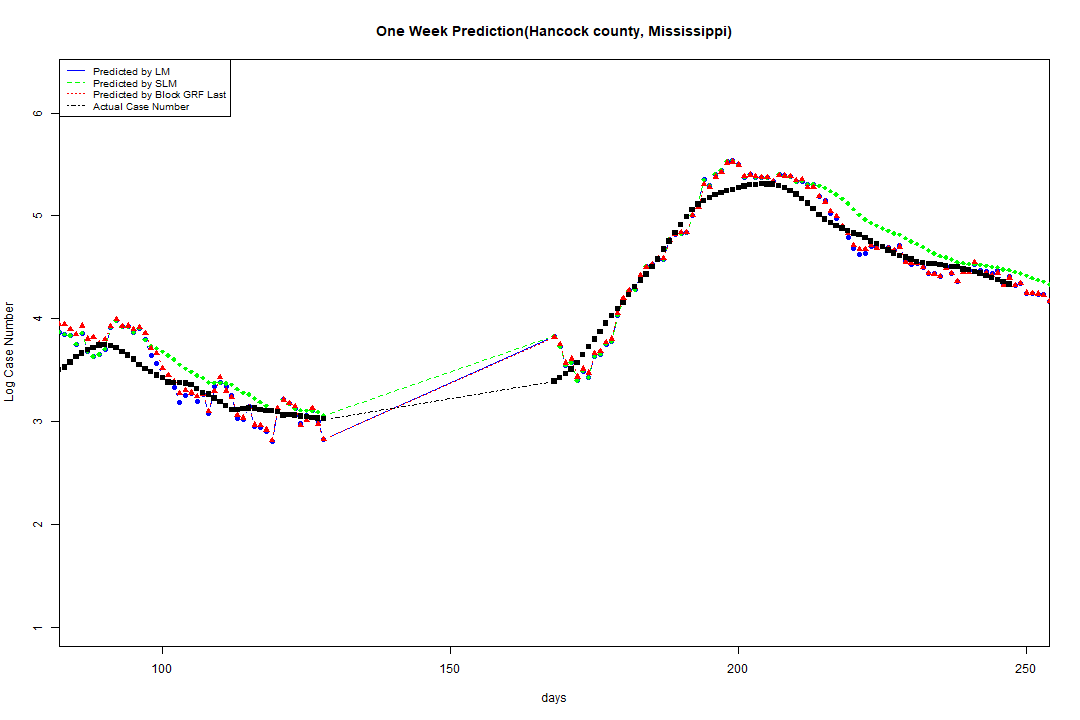 One Week Prediction(Hancock county, Mississippi)
Predicted by LM
Predicted by SLM
Predicted by Block GRF Last
Actual Case Number
6
5
4
3
2
1
Log Case Number
100 150 200 250
days